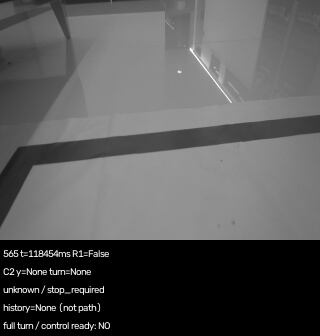 565 t=118454ms R1=False
C2 y=None turn=None
unknown / stop_required
history=None (not path)
full turn / control ready: NO